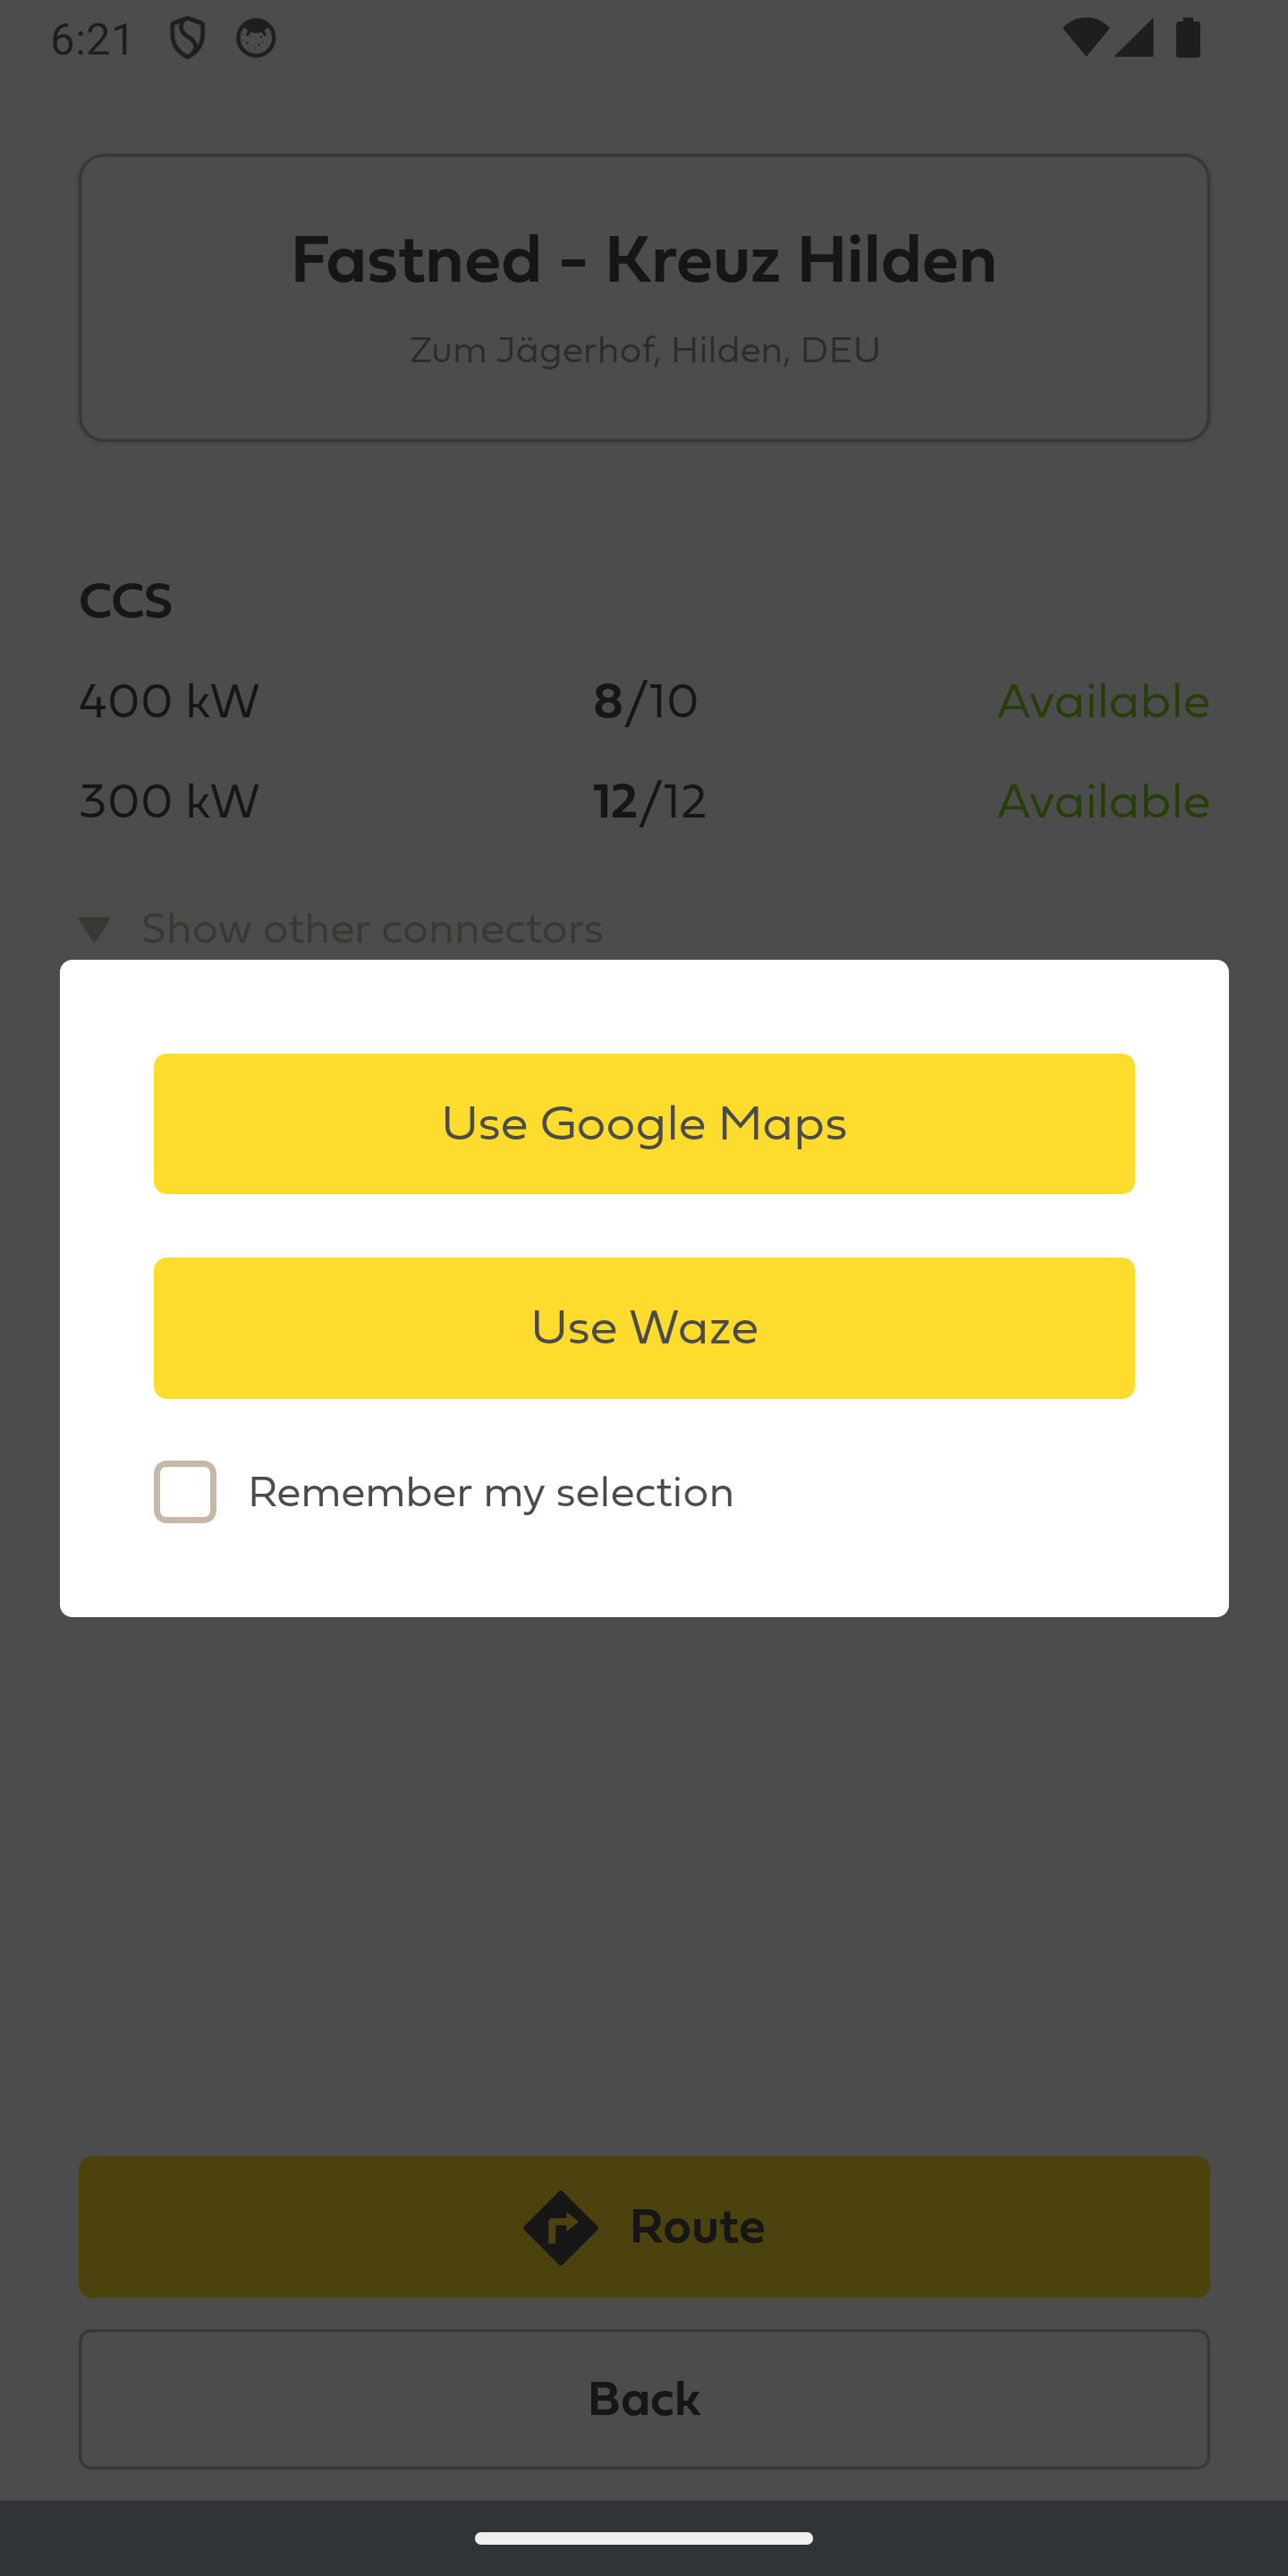 6:21
Fastned - Kreuz Hilden
Zum Jägerhof, Hilden, DEU
CCS
400 kW 8/10 Available
300 kW 12/12 Available
Show other connectors
Use Google Maps
Use Waze
Remember my selection
Route
Back